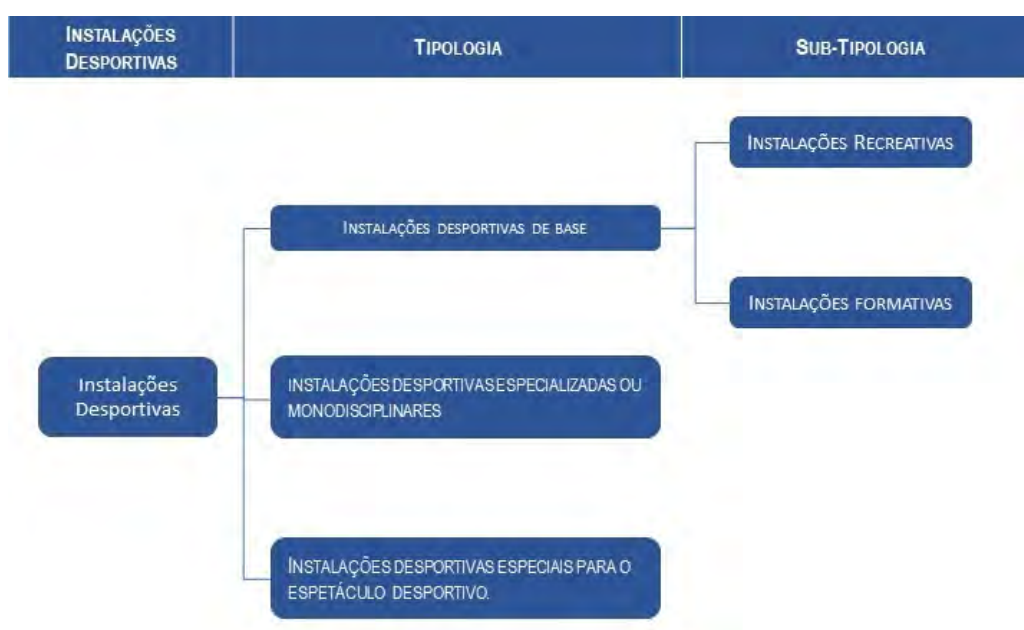 INSTALAÇÕES
DESPORTIVAS
TIPOLOGIA
SUB-TIPOLOGIA
INSTALAÇÕES RECREATIVAS
INSTALAÇÕES DESPORTIVAS DE BASE
INSTALAÇÕES FORMATIVAS
Instalações
Desportivas
INSTALAÇÕES DESPORTIVAS ESPECIALIZADAS OU
MONODISCIPLINARES
INSTALAÇÕES DESPORTIVAS ESPECIAIS PARA O
ESPETÁCULO DESPORTIVO.